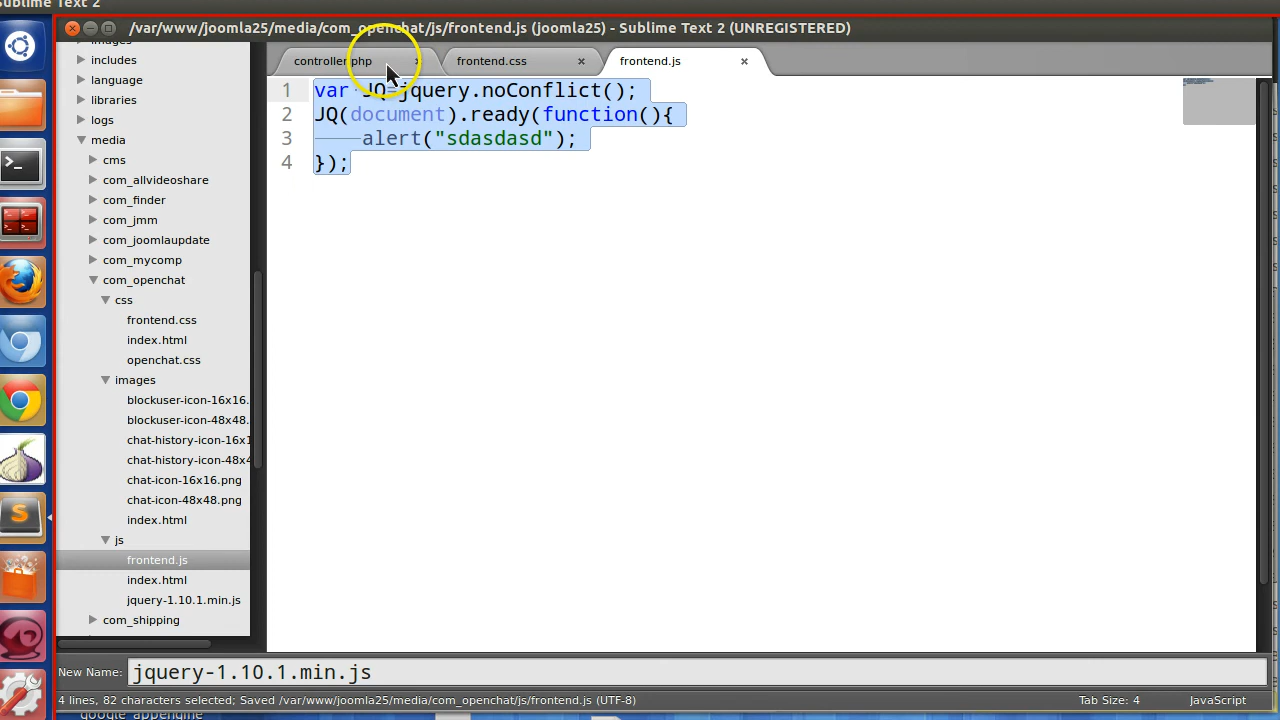 Sublime Text 2
/var/www/joomla25/media/com_openchat/js/frontend.js (joomla25) - Sublime Text 2 (UNREGISTERED)
controller.php × frontend.css × frontend.js ×
images
includes
language
libraries
logs
media
cms
com_allvideoshare
com_finder
com_jmm
com_joomlaupdate
com_mycomp
com_openchat
css
frontend.css
index.html
openchat.css
images
blockuser-icon-16x16.
blockuser-icon-48x48.
chat-history-icon-16x1
chat-history-icon-48x4
chat-icon-16x16.png
chat-icon-48x48.png
index.html
js
frontend.js
index.html
jquery-1.10.1.min.js
com_shipping
1 var JQ=jquery.noConflict();
2 JQ(document).ready(function(){
3 alert("sdasdasd");
4 });
New Name: jquery-1.10.1.min.js
4 lines, 82 characters selected; Saved /var/www/joomla25/media/com_openchat/js/frontend.js (UTF-8) Tab Size: 4 JavaScript
google appengine